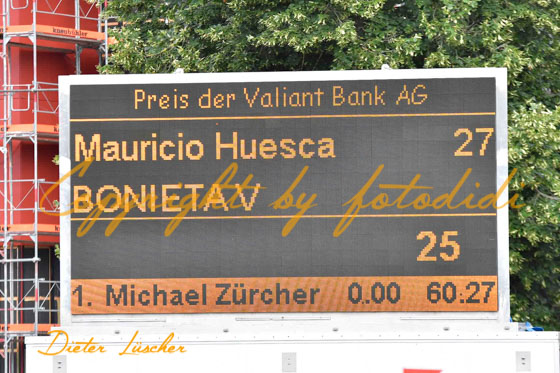 Preis der Valiant Bank AG
Mauricio Huesca 27
BONIETA V
Copyright by fotodidi
25
1. Michael Zürcher 0.00 60:27
Dieter Lüscher